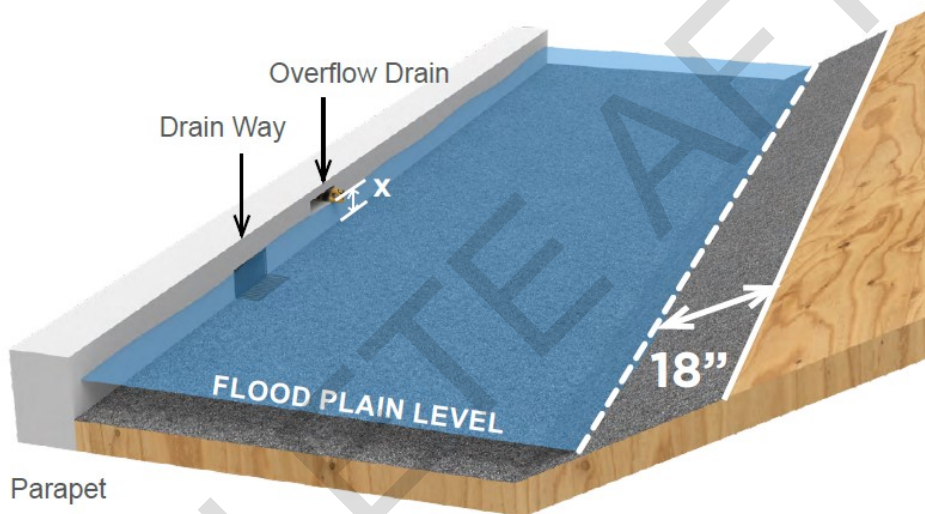 Overflow Drain
Drain Way
X
18”
FLOOD PLAIN LEVEL
Parapet